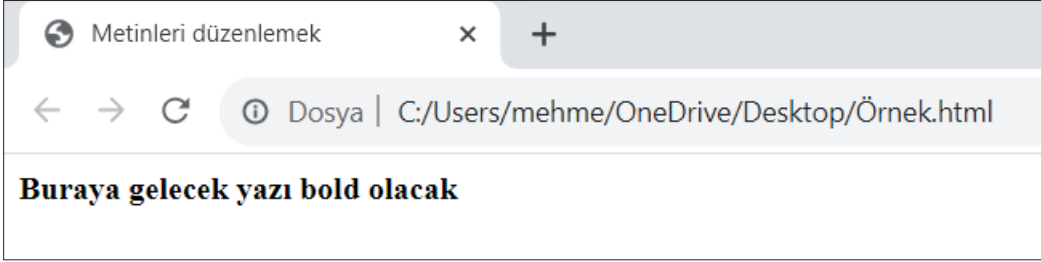 Metinleri düzenlemek
Dosya C:/Users/mehme/OneDrive/Desktop/Örnek.html
Buraya gelecek yazı bold olacak